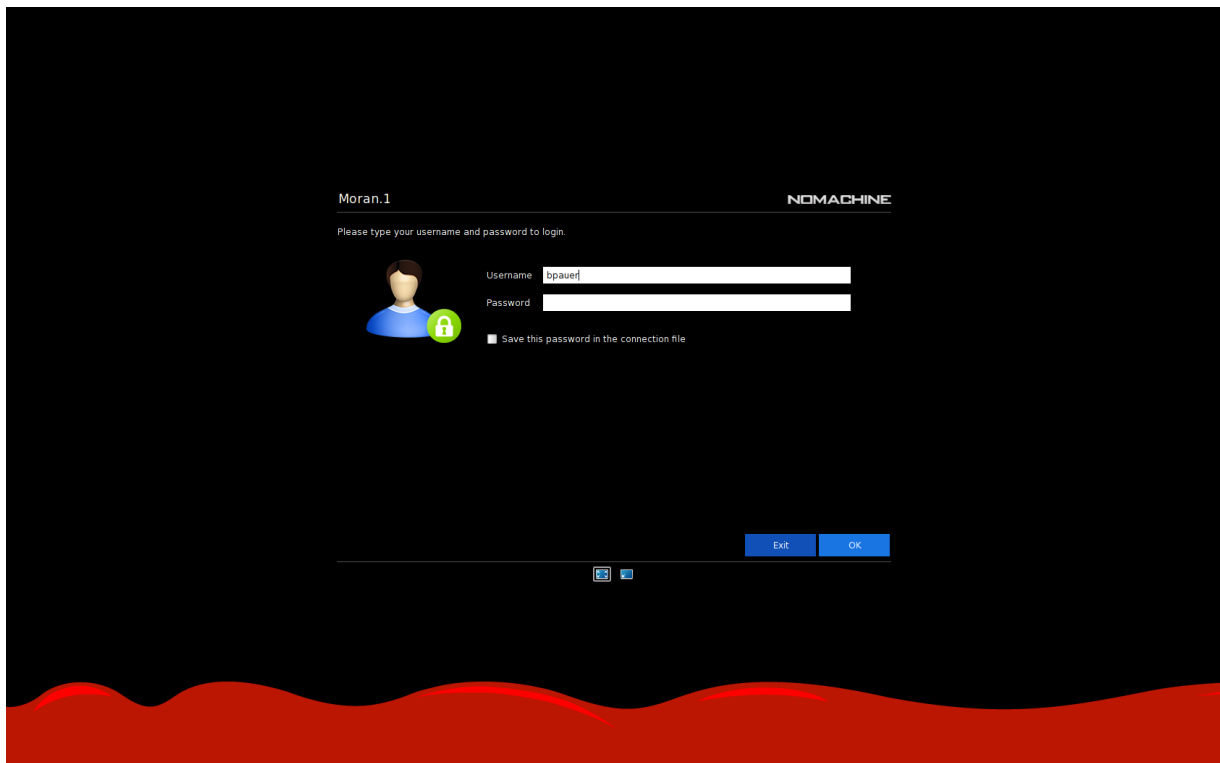 Moran.1
NOMACHINE
Please type your username and password to login.
Username bpauer
Password
Save this password in the connection file
Exit OK